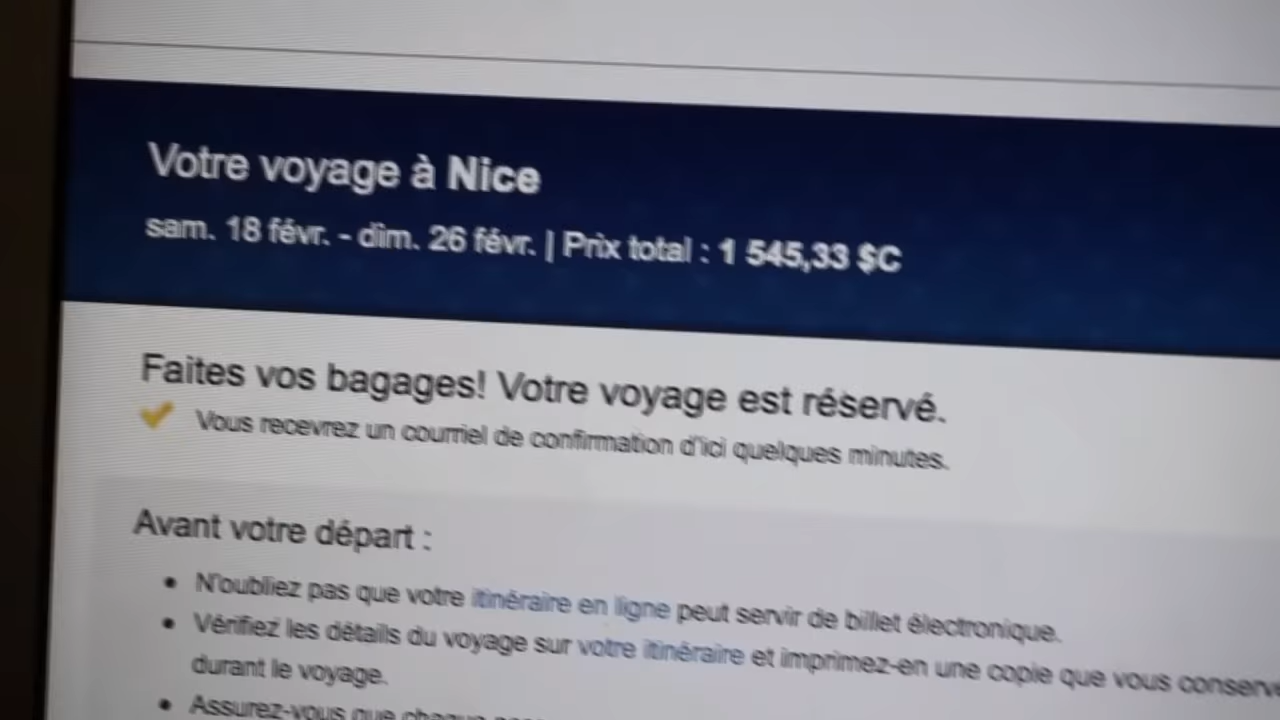 Votre voyage à Nice
sam. 18 févr. - dim. 26 févr. | Prix total : 1 545,33 $C
Faites vos bagages! Votre voyage est réservé.
Vous recevrez un courriel de confirmation d'ici quelques minutes.
Avant votre départ :
• N'oubliez pas que votre itinéraire en ligne peut servir de billet électronique.
• Vérifiez les détails du voyage sur votre itinéraire et imprimez-en une copie que vous conserve
durant le voyage.
• Assurez-vous que chaque